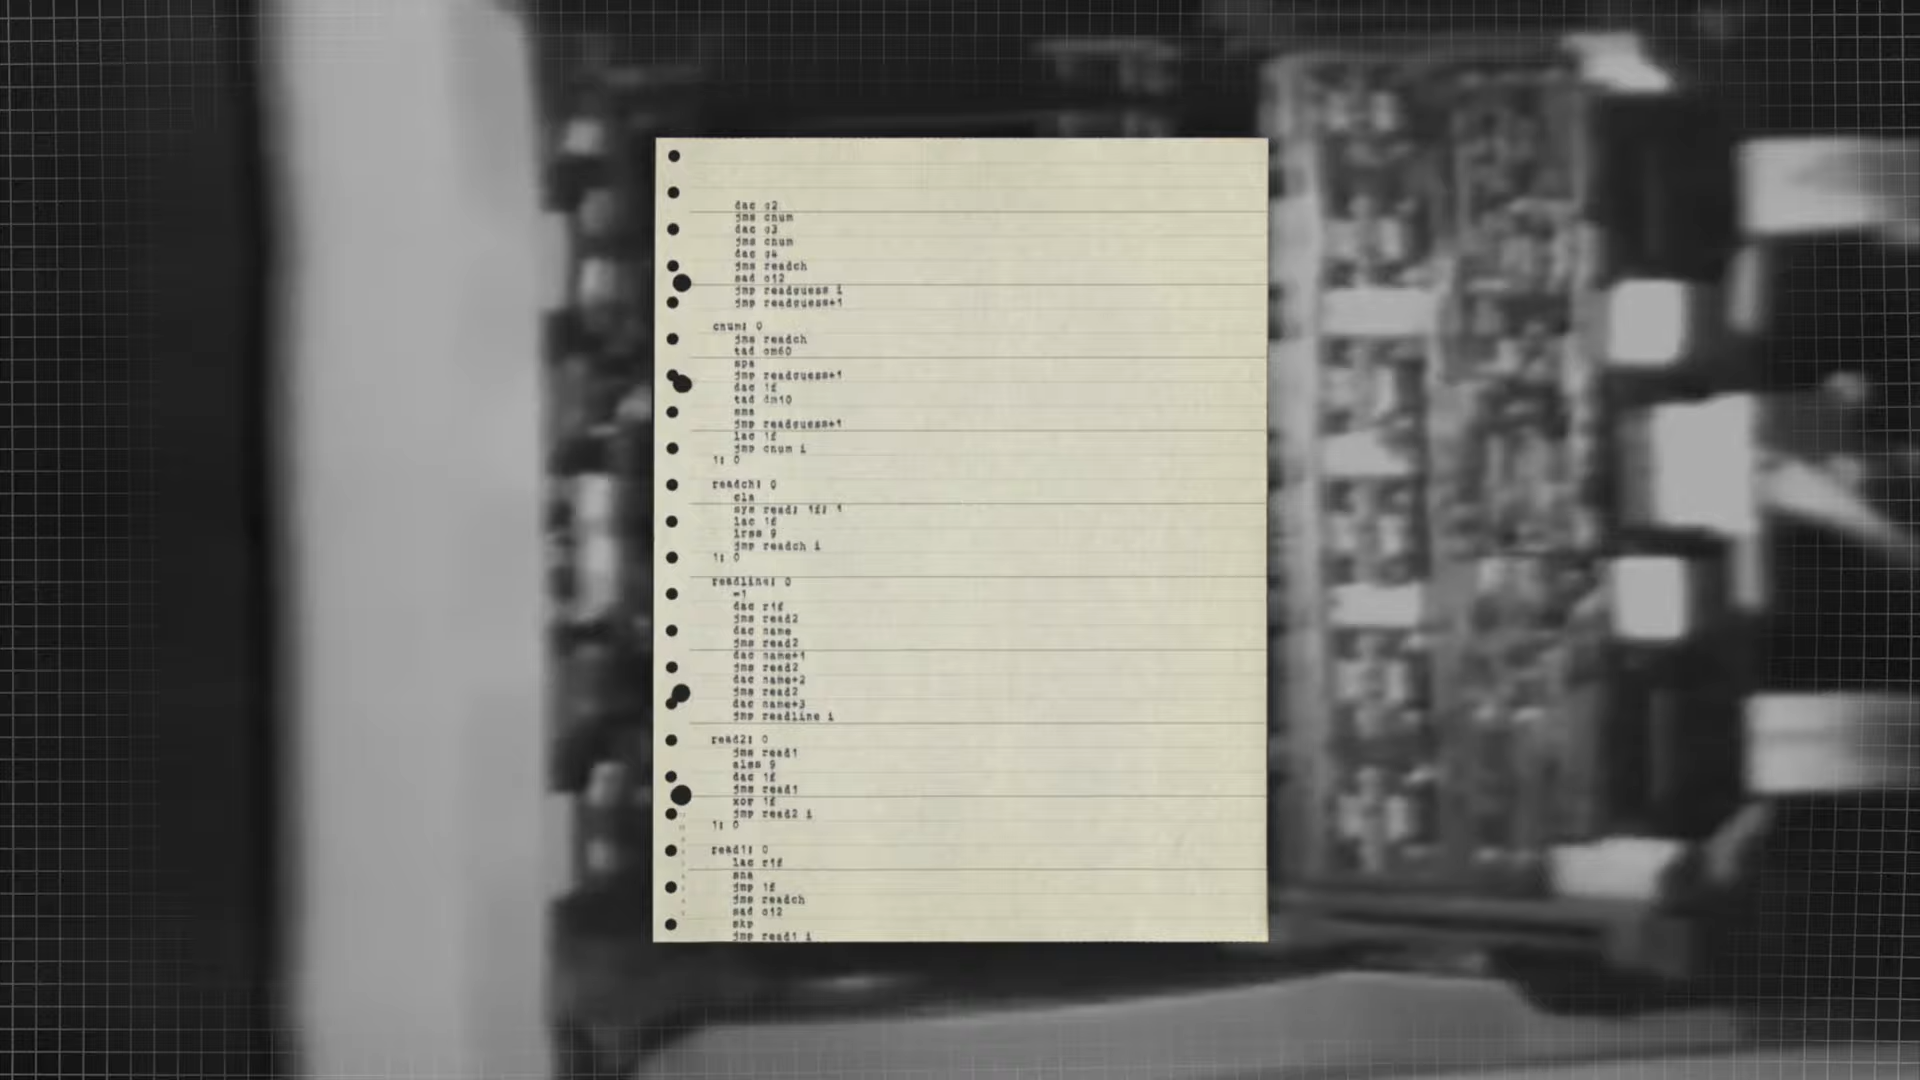 dac g2
jms cnum
dac g3
jms cnum
dac g4
jms readch
sad o12
jmp readguess i
jmp readguess+1
cnum: 0
jms readch
tad om60
spa
jmp readguess+1
dac 1f
tad dm10
sma
jmp readguess+1
lac 1f
jmp cnum i
1: 0
readch: 0
cla
sys read; 1f; 1
lac 1f
lrss 9
jmp readch i
1: 0
readline: 0
-1
dac r1f
jms read2
dac name
jms read2
dac name+1
jms read2
dac name+2
jms read2
dac name+3
jmp readline i
read2: 0
jms read1
alss 9
dac 1f
jms read1
xor 1f
jmp read2 i
1: 0
read1: 0
lac r1f
sna
jmp 1f
jms readch
sad o12
skp
jmp read1 i